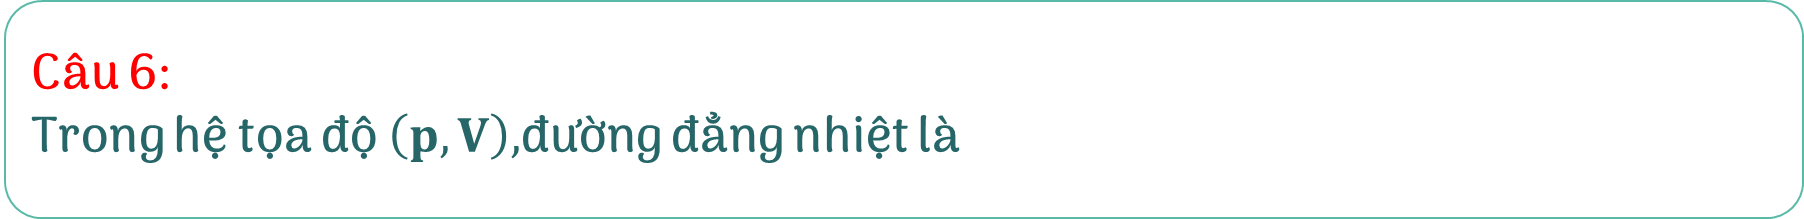 Câu 6:
Trong hệ tọa độ (p, V),đường đẳng nhiệt là